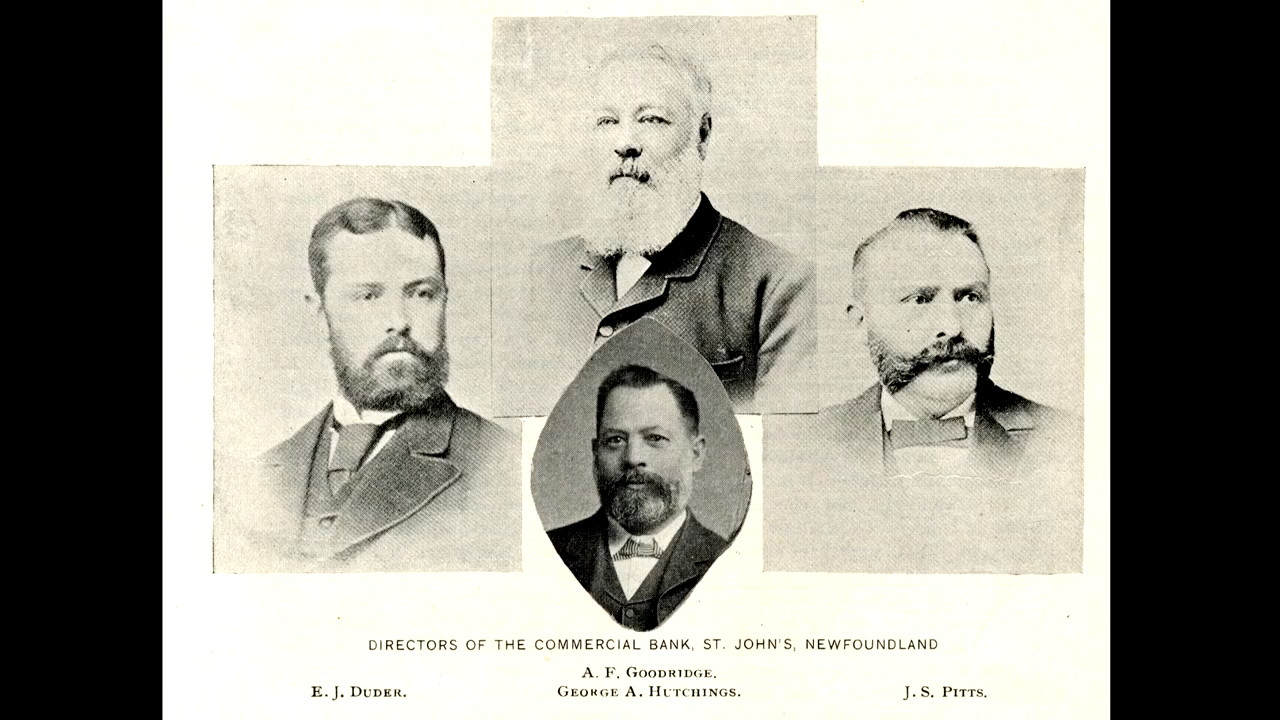 DIRECTORS OF THE COMMERCIAL BANK, ST. JOHN'S, NEWFOUNDLAND
A. F. GOODRIDGE.
E. J. DUDER. GEORGE A. HUTCHINGS. J. S. PITTS.